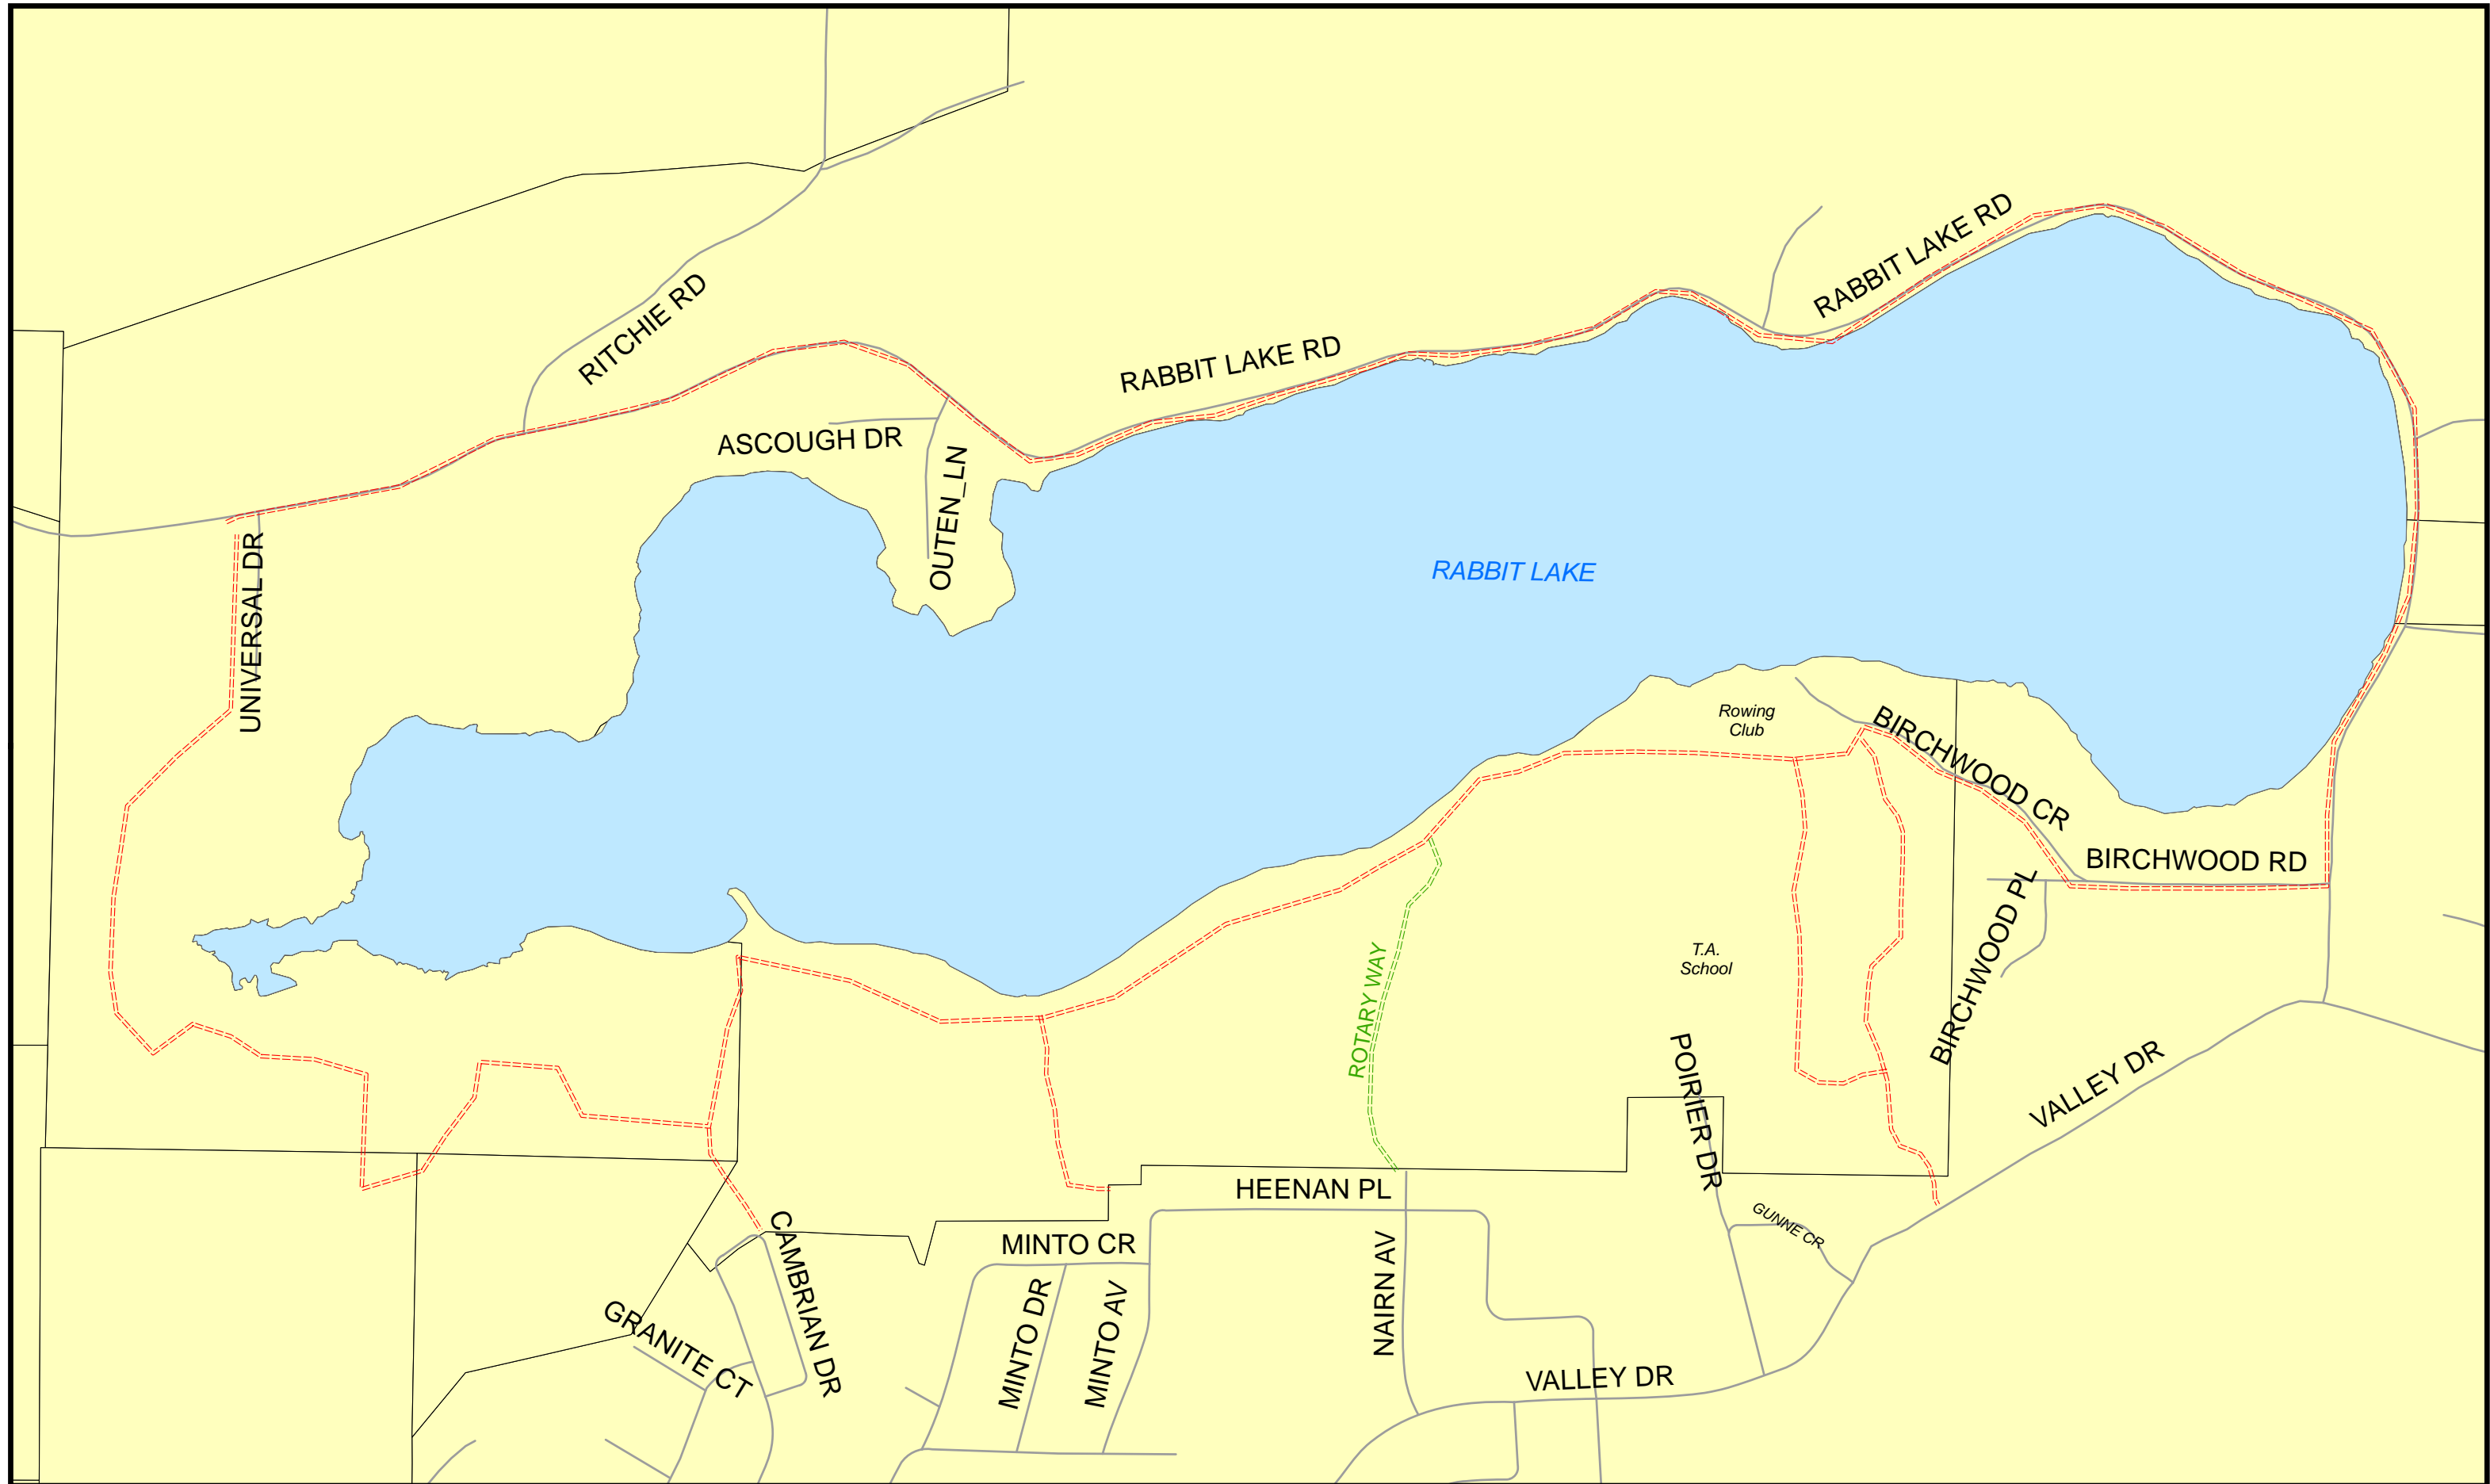 RABBIT LAKE RD
RITCHIE RD
RABBIT LAKE RD
ASCOUGH DR
OUTEN_LN
UNIVERSAL DR
RABBIT LAKE
Rowing
Club
BIRCHWOOD CR
BIRCHWOOD RD
BIRCHWOOD PL
T.A.
School
ROTARY WAY
POIRIER DR
VALLEY DR
HEENAN PL
GUNNE CR
MINTO CR
CAMBRIAN DR
NAIRN AV
MINTO DR
MINTO AV
GRANITE CT
VALLEY DR